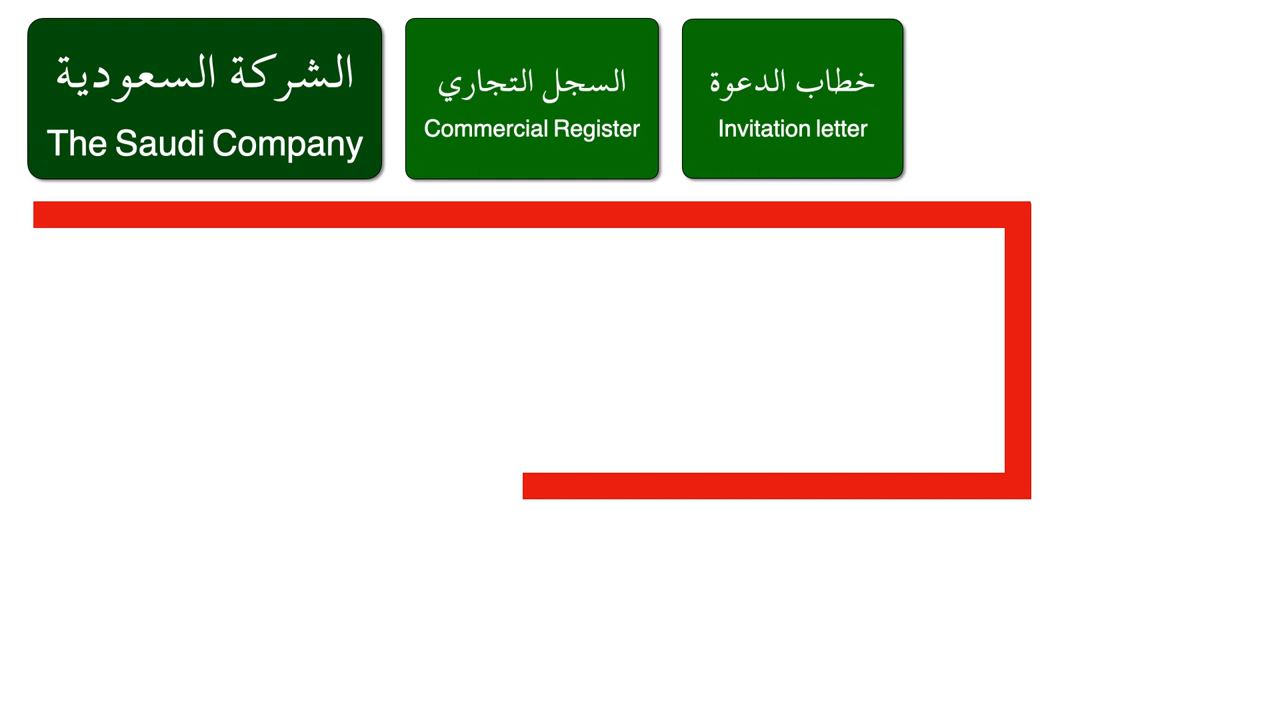 الشركة السعودية
The Saudi Company
السجل التجاري
Commercial Register
خطاب الدعوة
Invitation letter